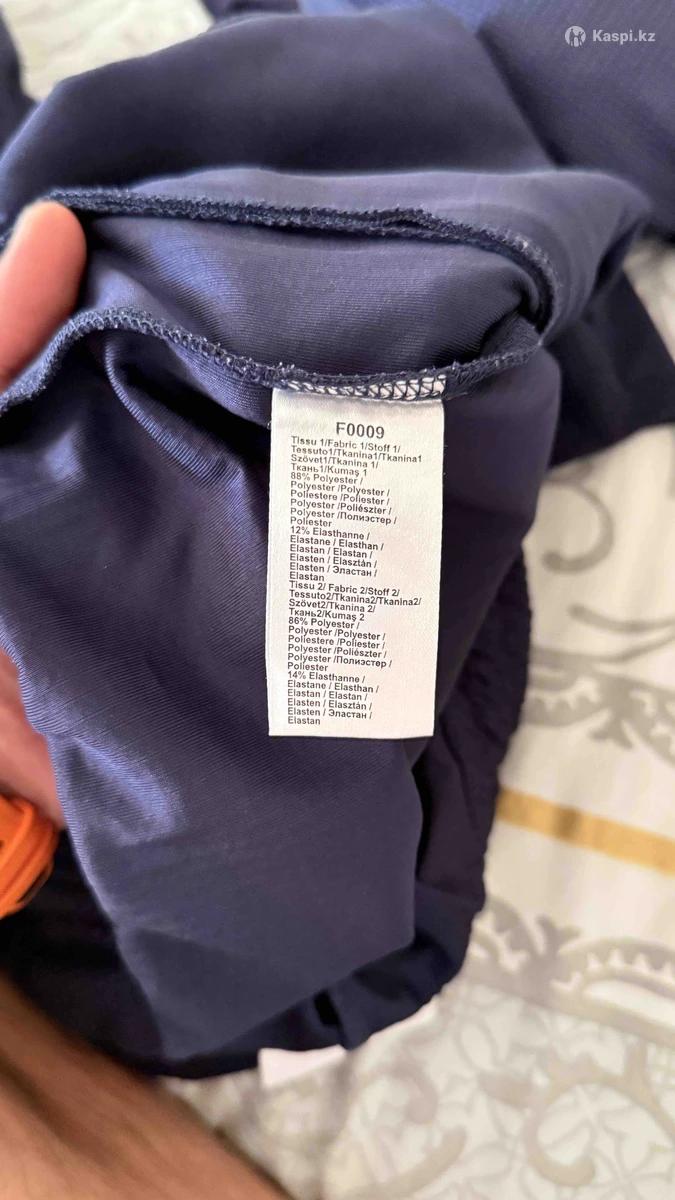 Kaspi.kz
F0009
Tissu 1/Fabric 1/Stoff 1/
Tessuto1/Tkanina1/Tkanina1
Szövet1/Tkanina 1/
Ткань1/Kumaş 1
88% Polyester /
Polyester /Polyester /
Poliestere /Poliester /
Polyester /Poliészter /
Polyester /Полиэстер /
Poliester
12% Elasthanne /
Elastane / Elasthan /
Elastan / Elastan /
Elasten / Elasztán /
Elasten / Эластан /
Elastan
Tissu 2/ Fabric 2/Stoff 2/
Tessuto2/Tkanina2/Tkanina2/
Szövet2/Tkanina 2/
Ткань2/Kumaş 2
86% Polyester /
Polyester /Polyester /
Poliestere /Poliester /
Polyester /Poliészter /
Polyester /Полиэстер /
Poliester
14% Elasthanne /
Elastane / Elasthan /
Elastan / Elastan /
Elasten / Elasztán /
Elasten / Эластан /
Elastan